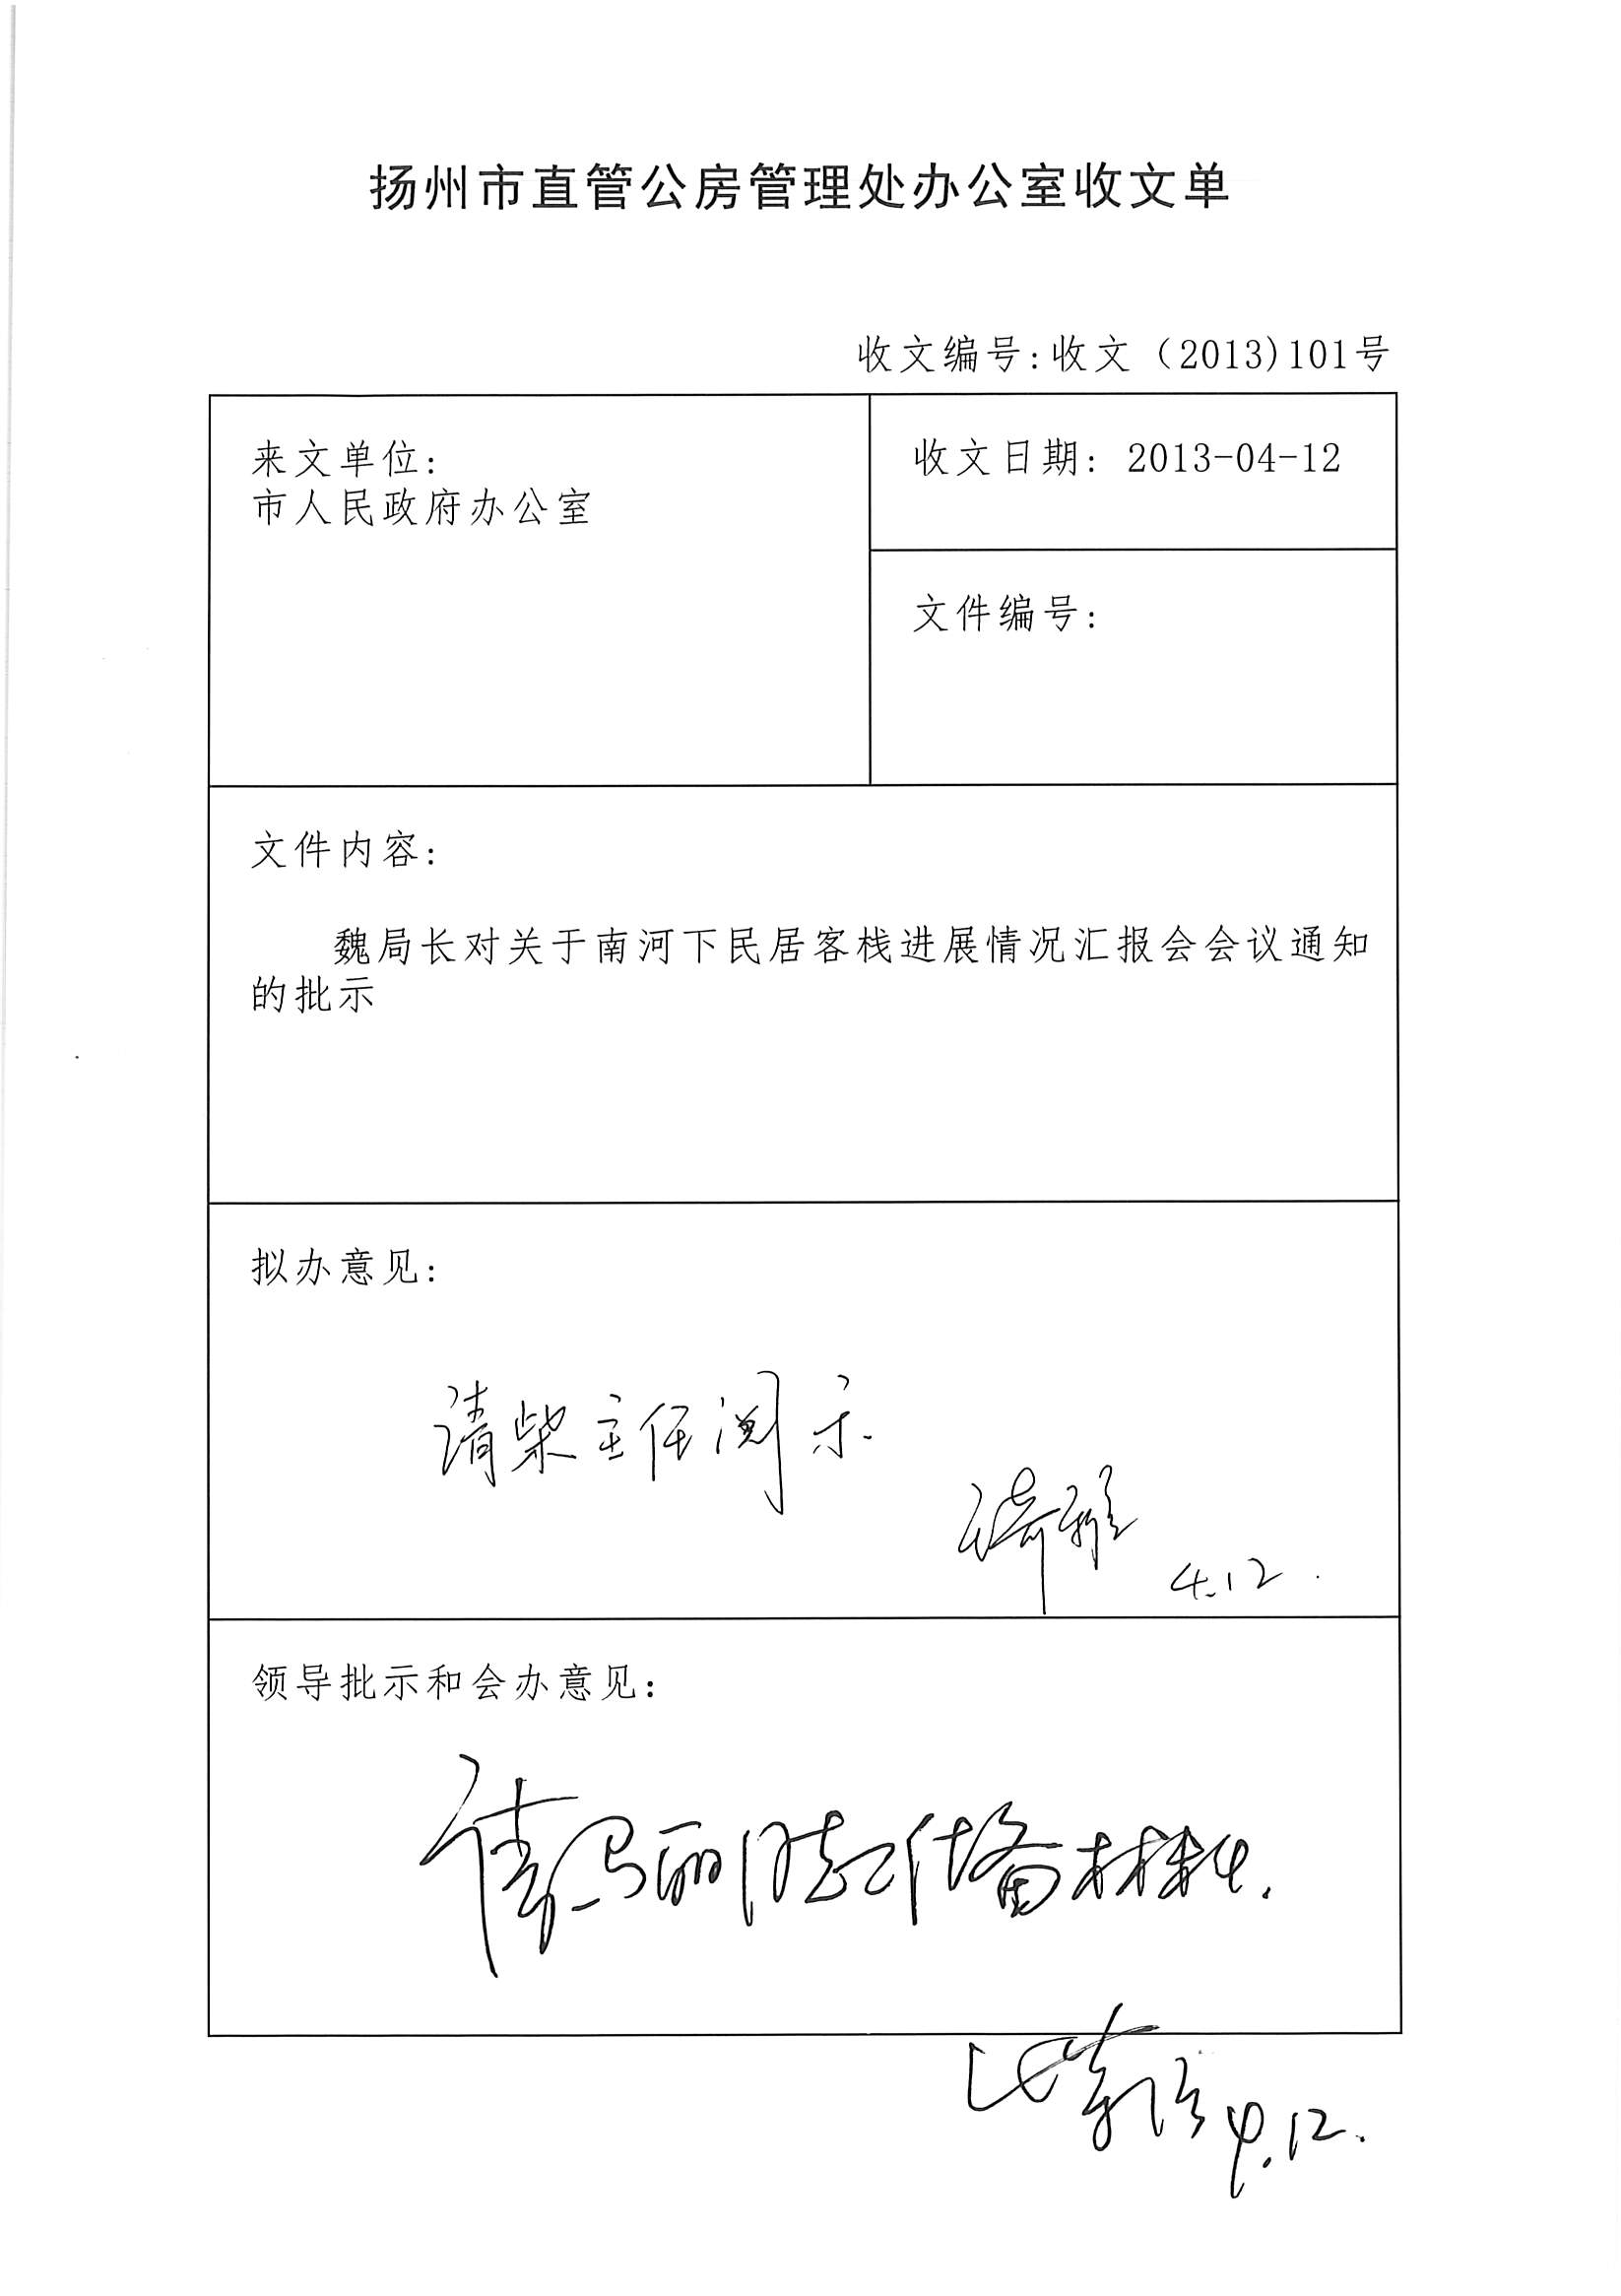 扬州市直管公房管理处办公室收文单
收文编号:收文（2013)101号
来文单位:
市人民政府办公室
收文日期: 2013-04-12
文件编号:
文件内容:
魏局长对关于南河下民居客栈进展情况汇报会会议通知
的批示
拟办意见:
请柴主任阅示.
4.12.
领导批示和会办意见:
请冯丽 准备材料.
4.12.